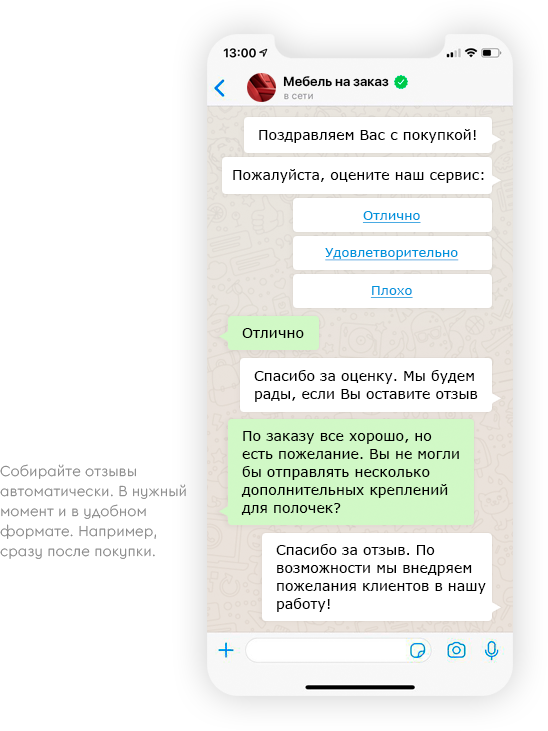 13:00
Мебель на заказ
в сети
Поздравляем Вас с покупкой!
Пожалуйста, оцените наш сервис:
Отлично
Удовлетворительно
Плохо
Отлично
Спасибо за оценку. Мы будем
рады, если Вы оставите отзыв
По заказу все хорошо, но
есть пожелание. Вы не могли
бы отправлять несколько
дополнительных креплений
для полочек?
Спасибо за отзыв. По
возможности мы внедряем
пожелания клиентов в нашу
работу!
Собирайте отзывы
автоматически. В нужный
момент и в удобном
формате. Например,
сразу после покупки.